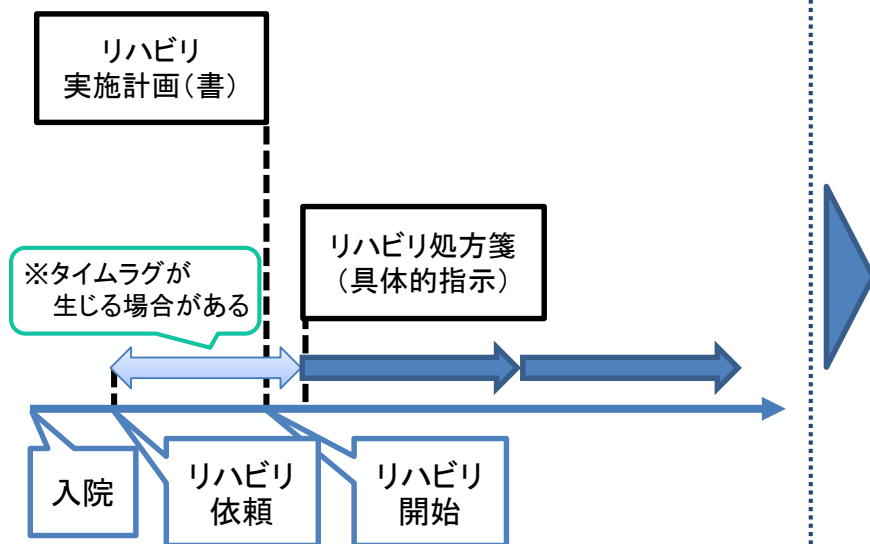 リハビリ
実施計画（書）
リハビリ処方箋
（具体的指示）
※タイムラグが
生じる場合がある
入院
リハビリ
依頼
リハビリ
開始